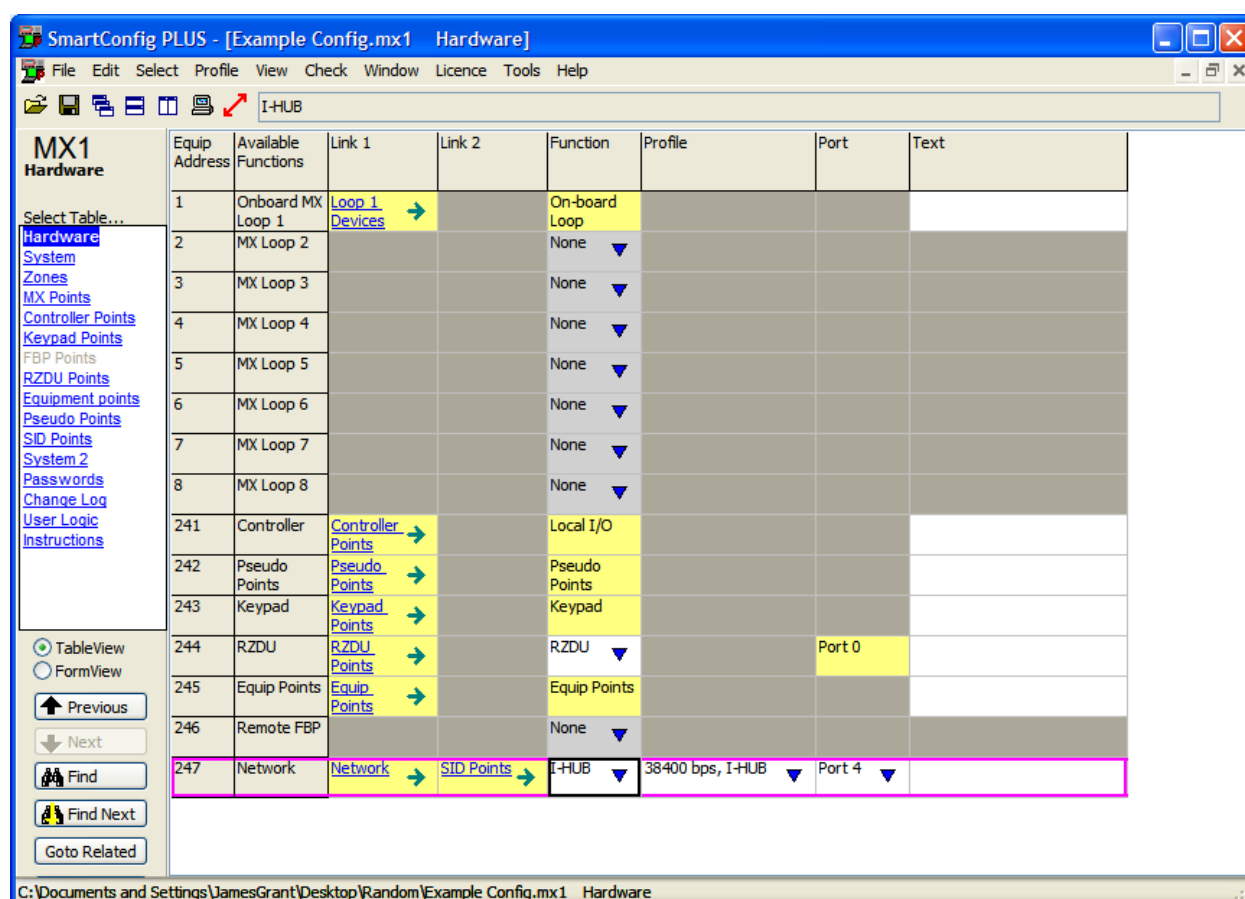 SmartConfig PLUS - [Example Config.mx1 Hardware]
File Edit Select Profile View Check Window Licence Tools Help
I-HUB
MX1
Hardware
Select Table...
Hardware
System
Zones
MX Points
Controller Points
Keypad Points
FBP Points
RZDU Points
Equipment points
Pseudo Points
SID Points
System 2
Passwords
Change Log
User Logic
Instructions
TableView
FormView
Previous
Next
Find
Find Next
Goto Related
Equip Available Link 1 Link 2 Function Profile Port Text
Address Functions
1 Onboard MX Loop 1 On-board
Loop 1 Devices Loop
2 MX Loop 2 None
3 MX Loop 3 None
4 MX Loop 4 None
5 MX Loop 5 None
6 MX Loop 6 None
7 MX Loop 7 None
8 MX Loop 8 None
241 Controller Controller Local I/O
Points
242 Pseudo Pseudo Pseudo
Points Points Points
243 Keypad Keypad Keypad
Points
244 RZDU RZDU RZDU Port 0
Points
245 Equip Points Equip Equip Points
Points
246 Remote FBP None
247 Network Network SID Points I-HUB 38400 bps, I-HUB Port 4
C:\Documents and Settings\JamesGrant\Desktop\Random\Example Config.mx1 Hardware